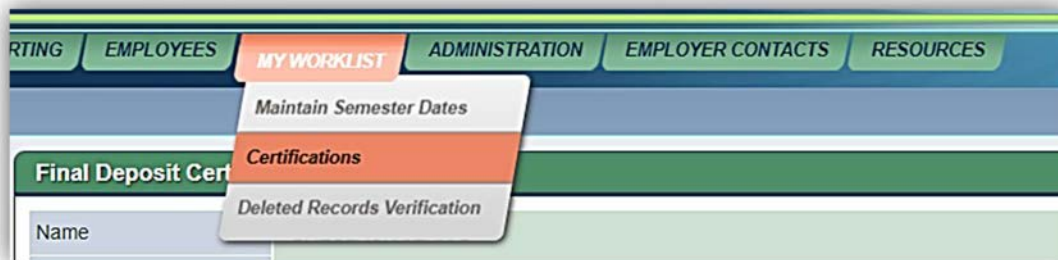 RTING EMPLOYEES MY WORKLIST ADMINISTRATION EMPLOYER CONTACTS RESOURCES
Maintain Semester Dates
Certifications
Final Deposit Cert
Deleted Records Verification
Name